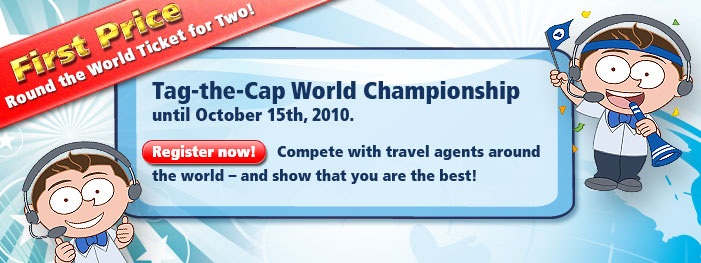 First Price
Round the World Ticket for Two!
Tag-the-Cap World Championship
until October 15th, 2010.
Register now! Compete with travel agents around
the world – and show that you are the best!